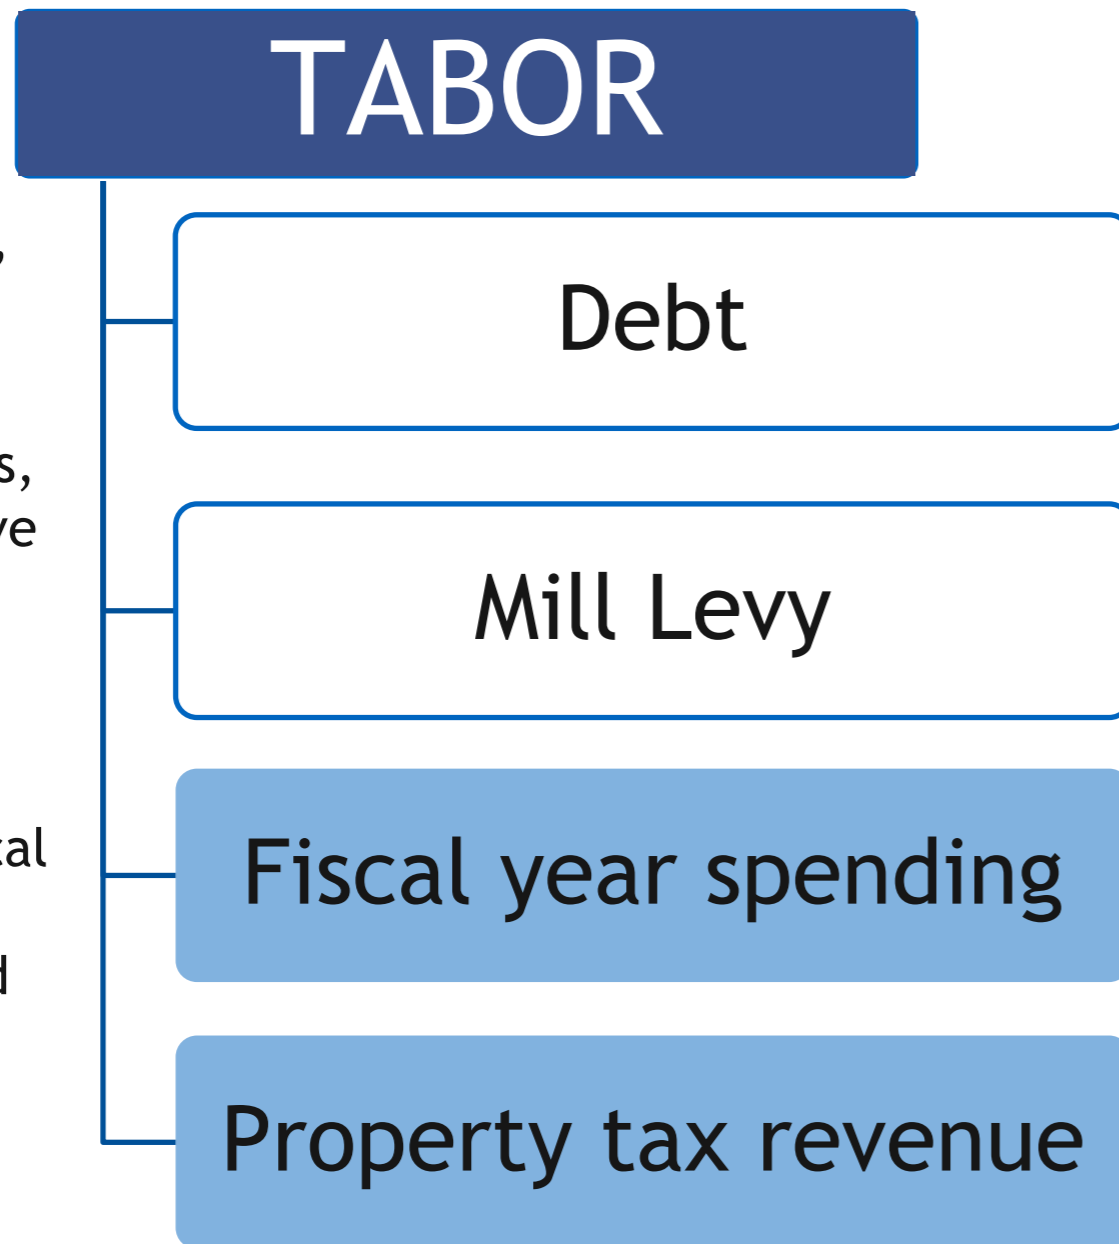 TABOR
Debt
Mill Levy
Fiscal year spending
Property tax revenue